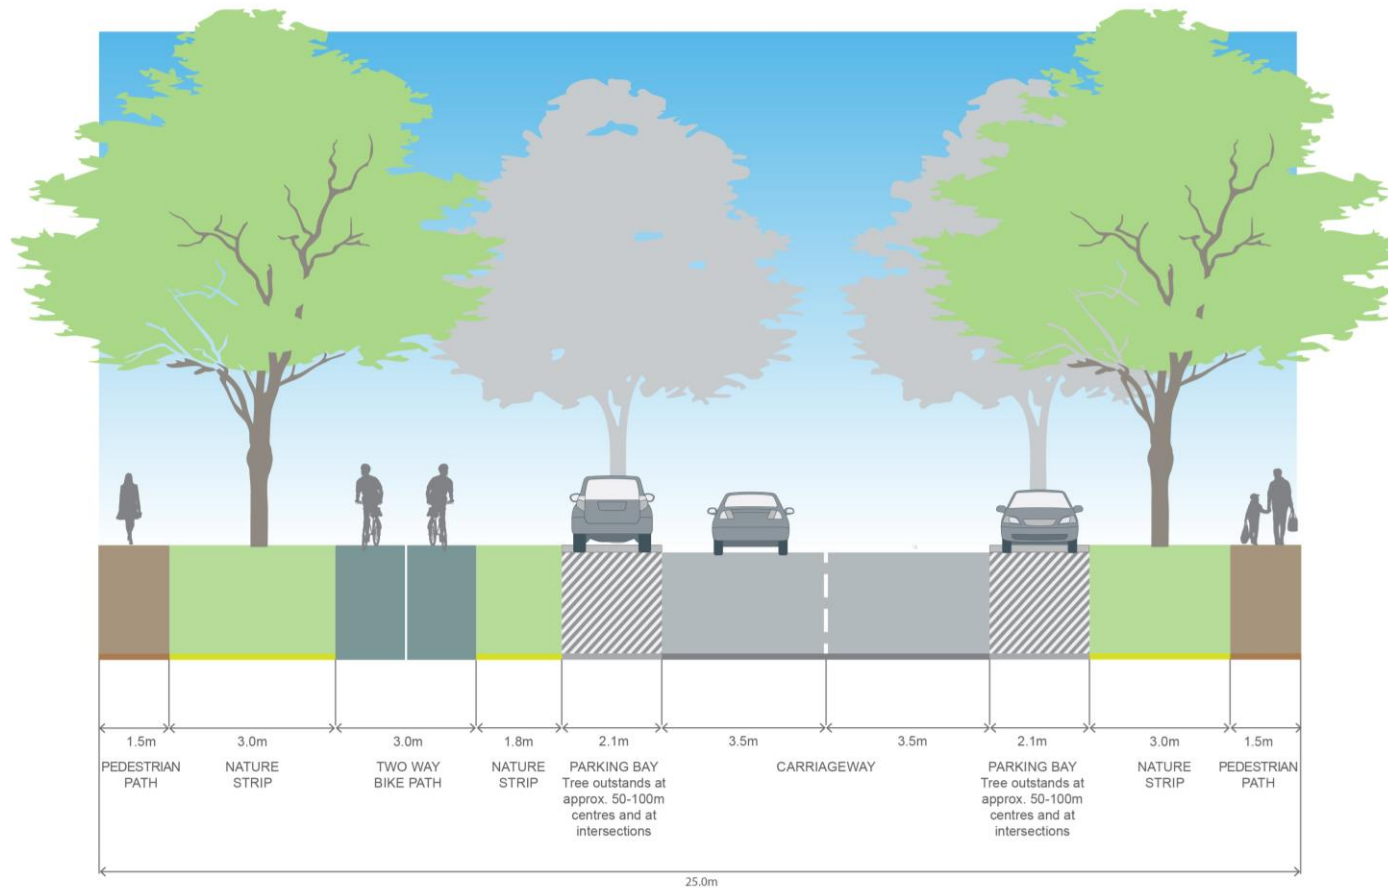 1.5m
3.0m
3.0m
1.8m
2.1m
3.5m
3.5m
2.1m
3.0m
1.5m
PEDESTRIAN
PATH
NATURE
STRIP
TWO WAY
BIKE PATH
NATURE
STRIP
PARKING BAY
Tree outstands at
approx. 50-100m
centres and at
intersections
CARRIAGEWAY
PARKING BAY
Tree outstands at
approx. 50-100m
centres and at
intersections
NATURE
STRIP
PEDESTRIAN
PATH
25.0m